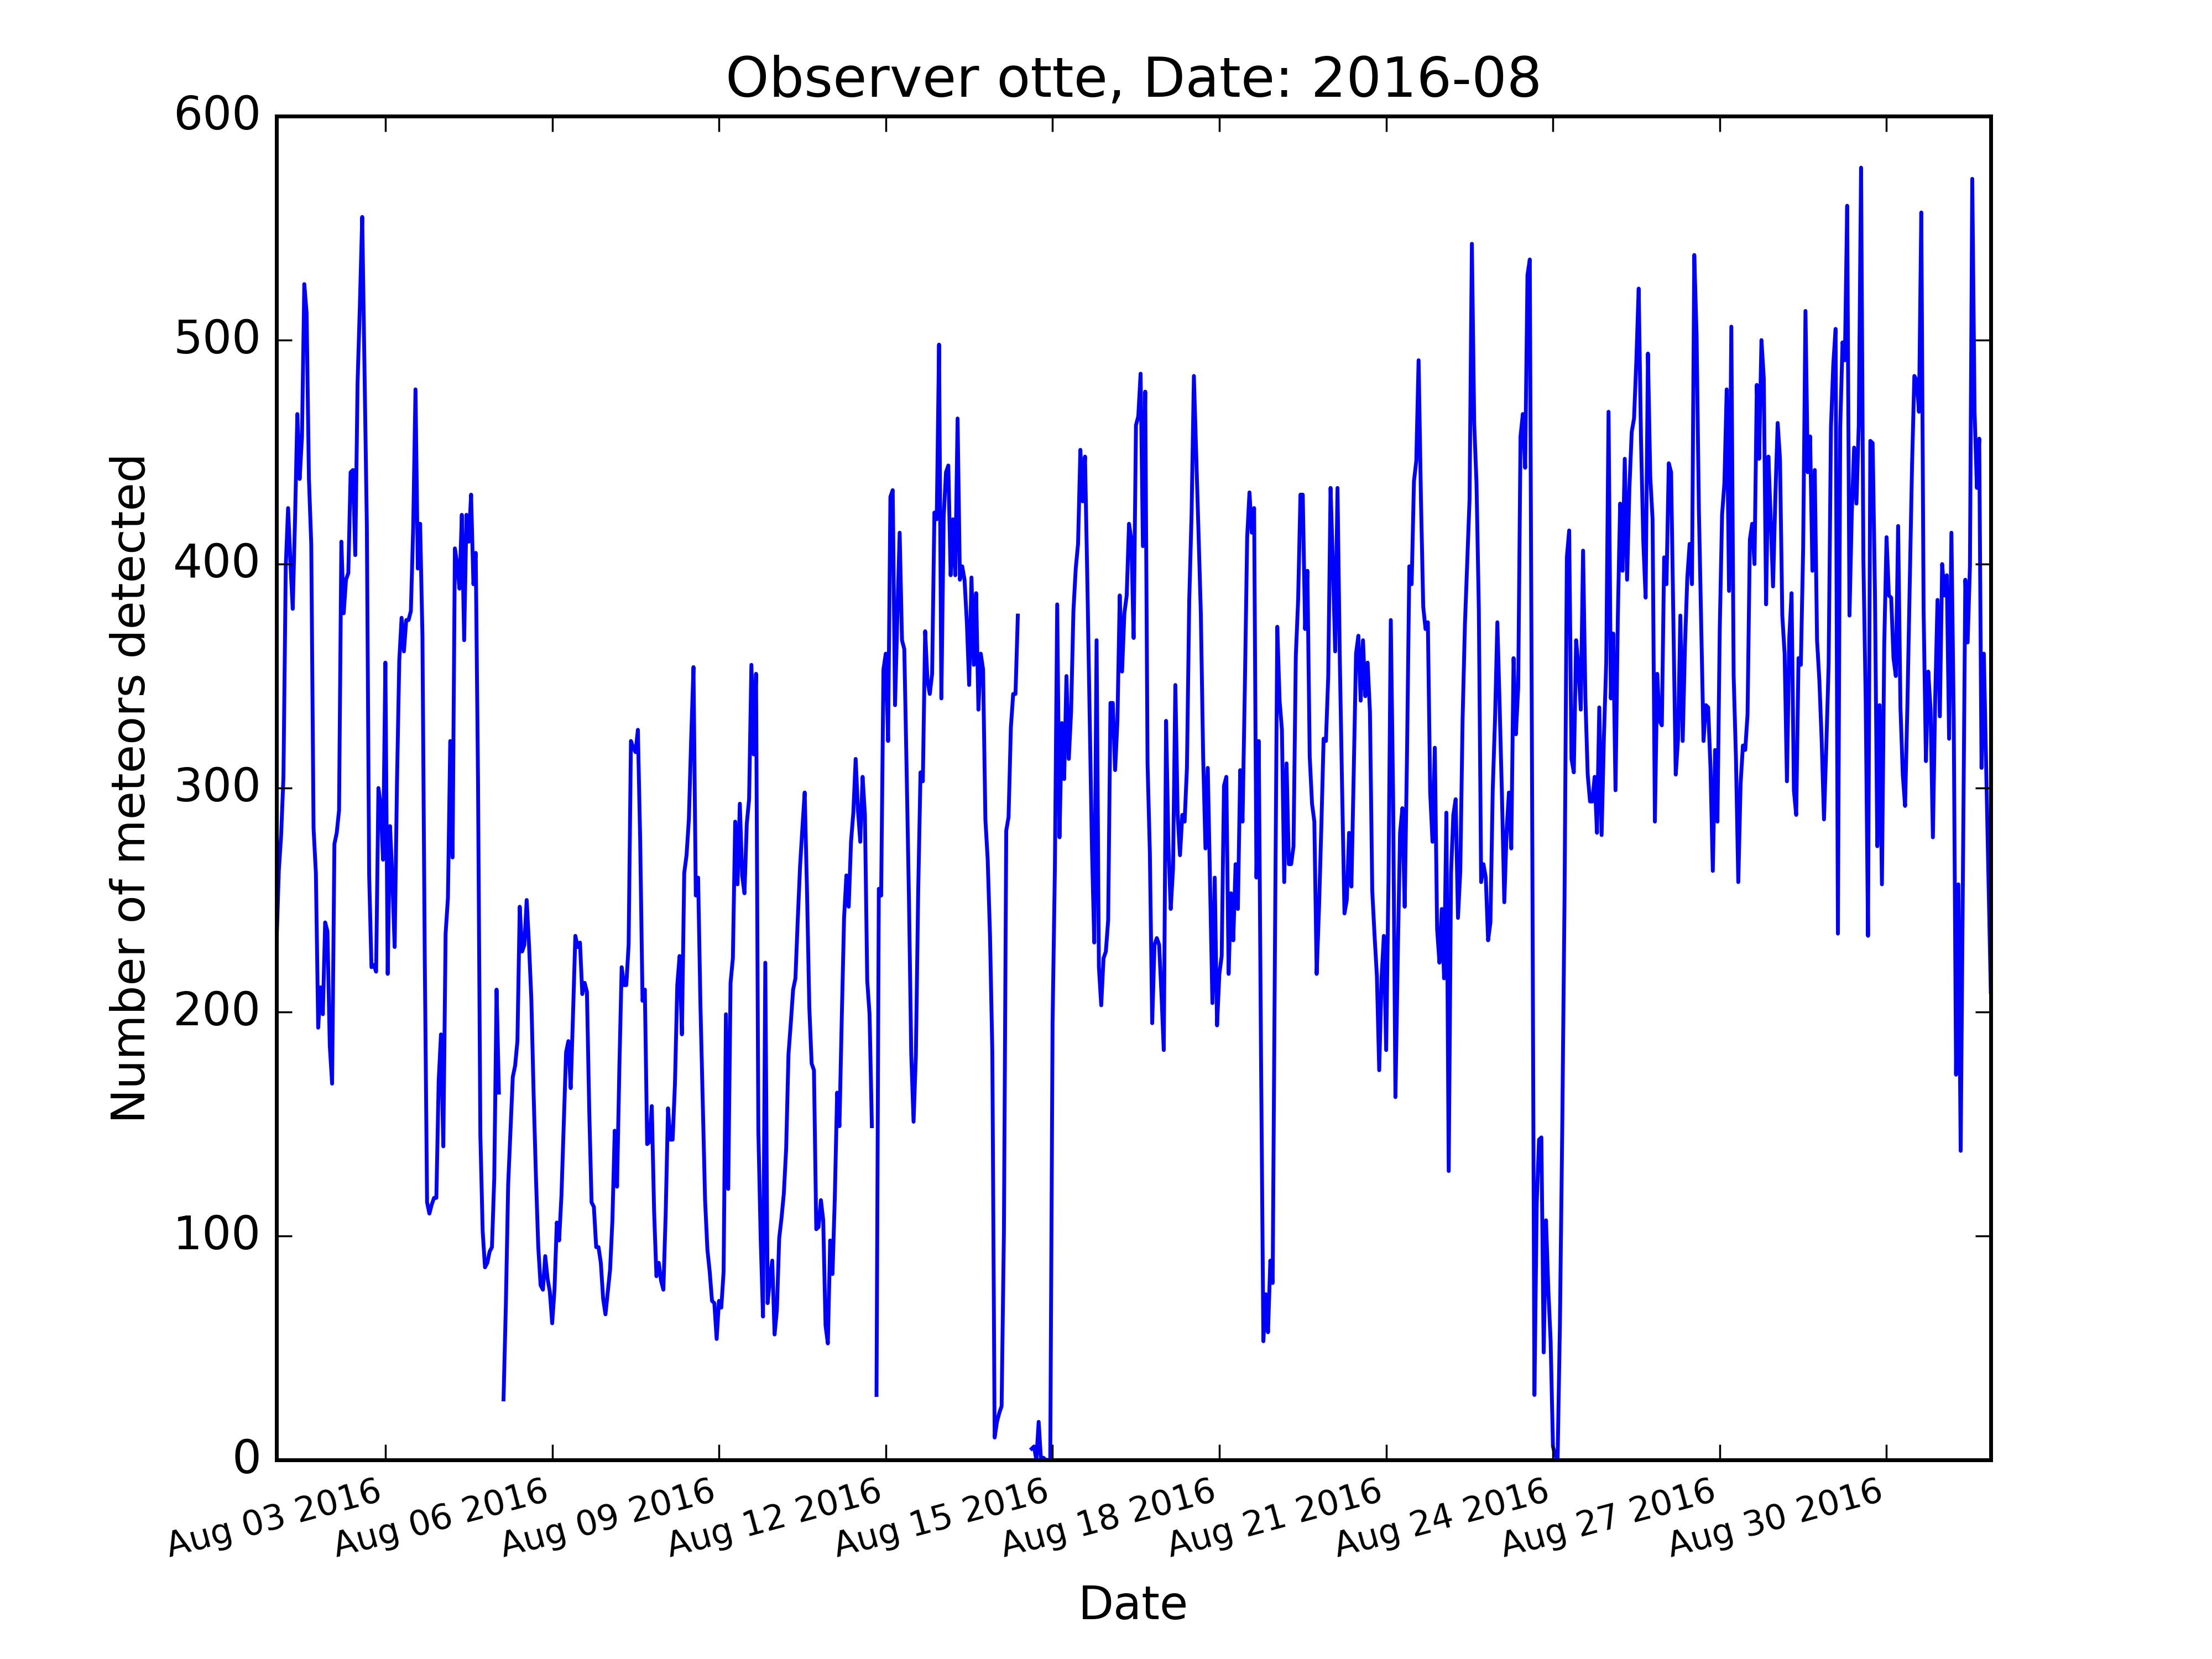 Observer otte, Date: 2016-08
600
500
400
300
200
100
0
Number of meteors detected
Aug 03 2016
Aug 06 2016
Aug 09 2016
Aug 12 2016
Aug 15 2016
Aug 18 2016
Aug 21 2016
Aug 24 2016
Aug 27 2016
Aug 30 2016
Date